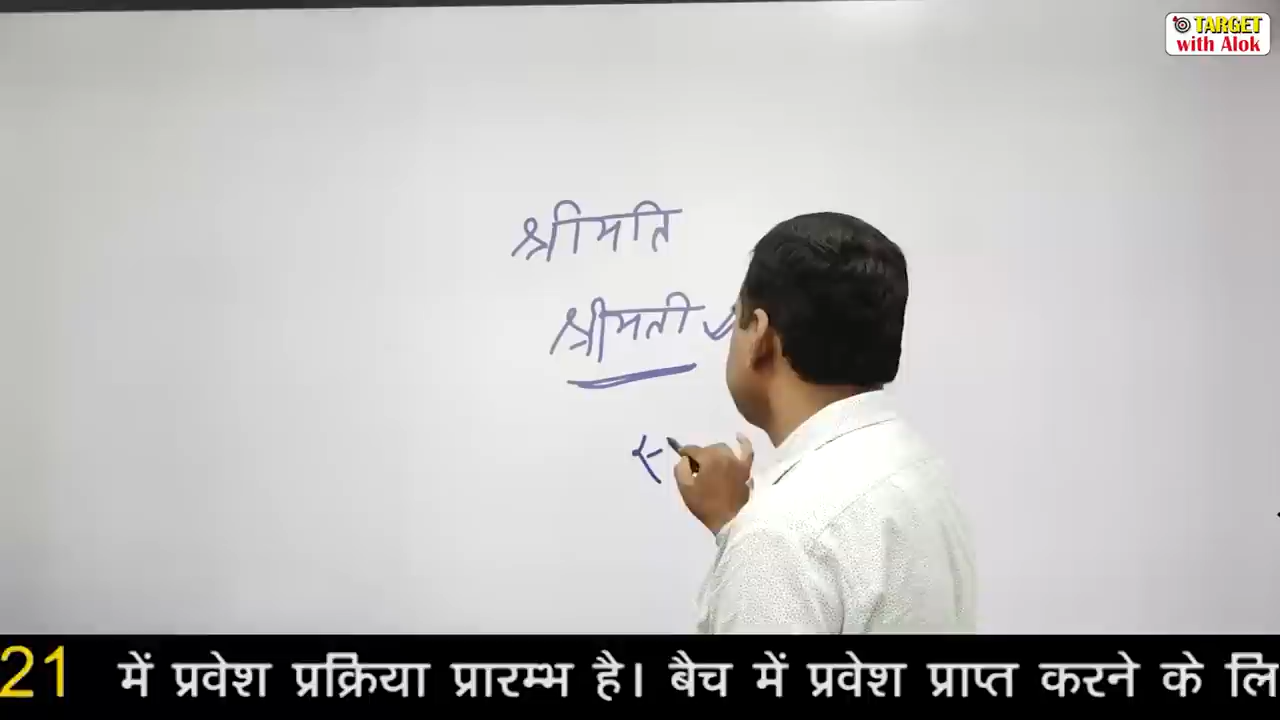 TARGET
with Alok
श्रीमति
श्रीमती
21 में प्रवेश प्रक्रिया प्रारम्भ है। बैच में प्रवेश प्राप्त करने के लि